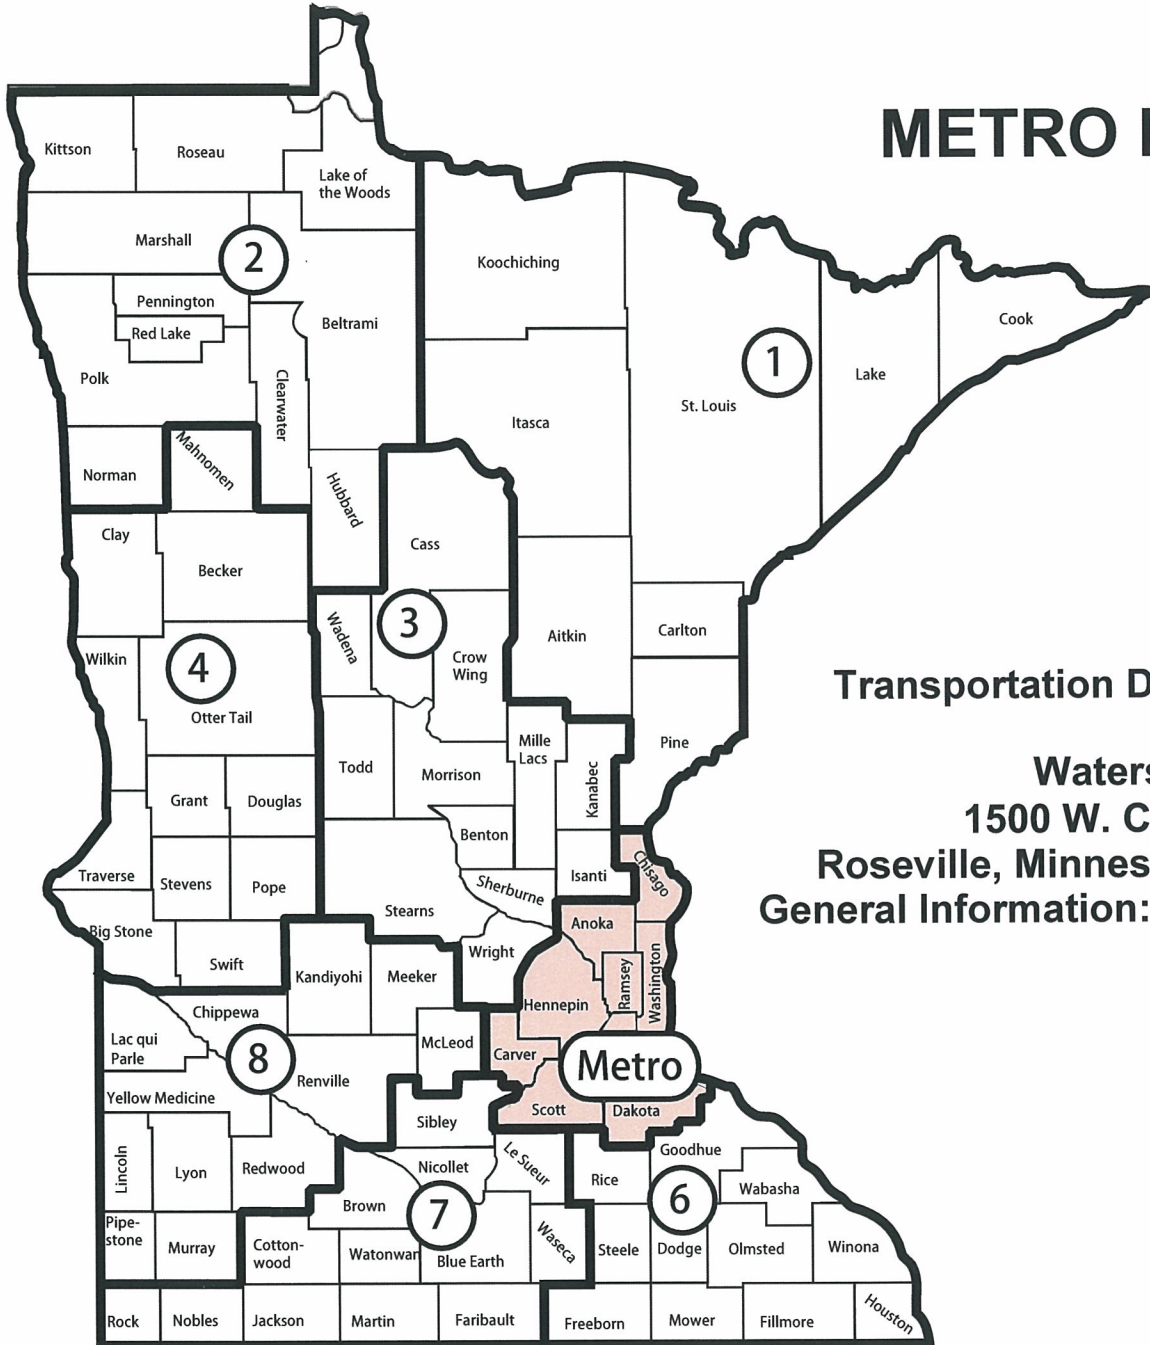 METRO
Kittson
Roseau
Lake of
the Woods
Marshall
2
Koochiching
Pennington
Beltrami
Red Lake
Cook
1
Lake
Polk
Clearwater
St. Louis
Itasca
Mahnomen
Norman
Hubbard
Clay
Cass
Becker
3
Wadena
Aitkin
Carlton
Wilkin
4
Crow
Wing
Transportation D
Otter Tail
Pine
Mille
Lacs
Todd
Morrison
Kanabec
Waters
Grant
Douglas
1500 W. C
Benton
Chisago
Roseville, Minnes
Traverse
Stevens
Pope
Isanti
Sherburne
General Information:
Stearns
Anoka
Big Stone
Wright
Washington
Swift
Kandiyohi
Meeker
Ramsey
Hennepin
Chippewa
Lac qui
Parle
McLeod
Carver
8
Metro
Renville
Yellow Medicine
Scott
Dakota
Sibley
Goodhue
Lincoln
Lyon
Redwood
Nicollet
Le Sueur
Rice
Wabasha
Brown
7
6
Pipe-
stone
Murray
Cotton-
wood
Watonwan
Blue Earth
Waseca
Steele
Dodge
Olmsted
Winona
Rock
Nobles
Jackson
Martin
Faribault
Freeborn
Mower
Fillmore
Houston